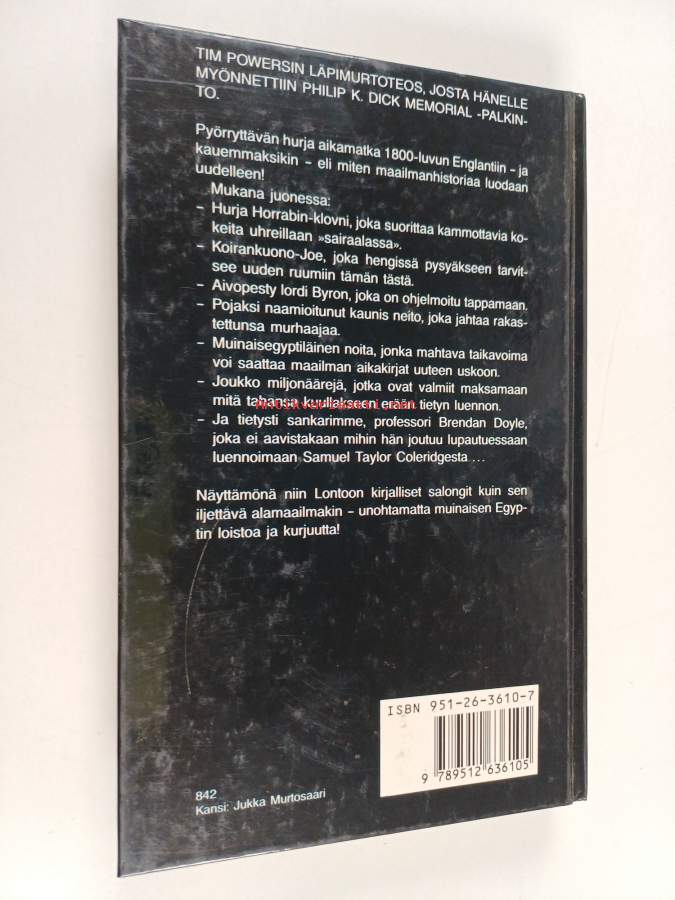 TIM POWERSIN LÄPIMURTOTEOS, JOSTA HÄNELLE
MYÖNNETTIIN PHILIP K. DICK MEMORIAL -PALKIN-
TO.
Pyörryttävän hurja aikamatka 1800-luvun Englantiin – ja
kauemmaksikin – eli miten maailmanhistoriaa luodaan
uudelleen!
Mukana juonessa:
– Hurja Horrabin-klovni, joka suorittaa kammottavia ko-
keita uhreillaan »sairaalassa».
– Koirankuono-Joe, joka hengissä pysyäkseen tarvit-
see uuden ruumiin tämän tästä.
– Aivopesty lordi Byron, joka on ohjelmoitu tappamaan.
– Pojaksi naamioitunut kaunis neito, joka jahtaa rakas-
tettunsa murhaajaa.
– Muinaisegyptiläinen noita, jonka mahtava taikavoima
voi saattaa maailman aikakirjat uuteen uskoon.
– Joukko miljonäärejä, jotka ovat valmiit maksamaan
mitä tahansa kuullakseen erään tietyn luennon.
– Ja tietysti sankarimme, professori Brendan Doyle,
joka ei aavistakaan mihin hän joutuu lupautuessaan
luennoimaan Samuel Taylor Coleridgesta ...
Näyttämönä niin Lontoon kirjalliset salongit kuin sen
iljettävä alamaailmakin – unohtamatta muinaisen Egyp-
tin loistoa ja kurjuutta!
ISBN 951-26-3610-7
9 789512 636105
842
Kansi: Jukka Murtosaari